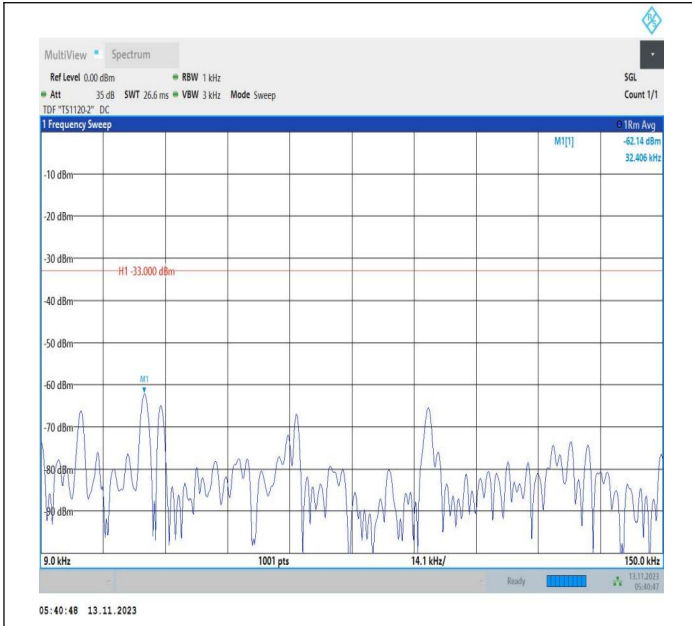 MultiView Spectrum
Ref Level 0.00 dBm RBW 1 kHz SGL
Att 35 dB SWT 26.6 ms VBW 3 kHz Mode Sweep Count 1/1
TDF "TS1120-2" DC
1 Frequency Sweep 1Rm Avg
M1[1] -62.14 dBm
32.406 kHz
-10 dBm
-20 dBm
-30 dBm
H1 -33.000 dBm
-40 dBm
-50 dBm
-60 dBm
M1
-70 dBm
-80 dBm
-90 dBm
9.0 kHz 1001 pts 14.1 kHz/ 150.0 kHz
Ready 13.11.2023
05:40:47
05:40:48 13.11.2023